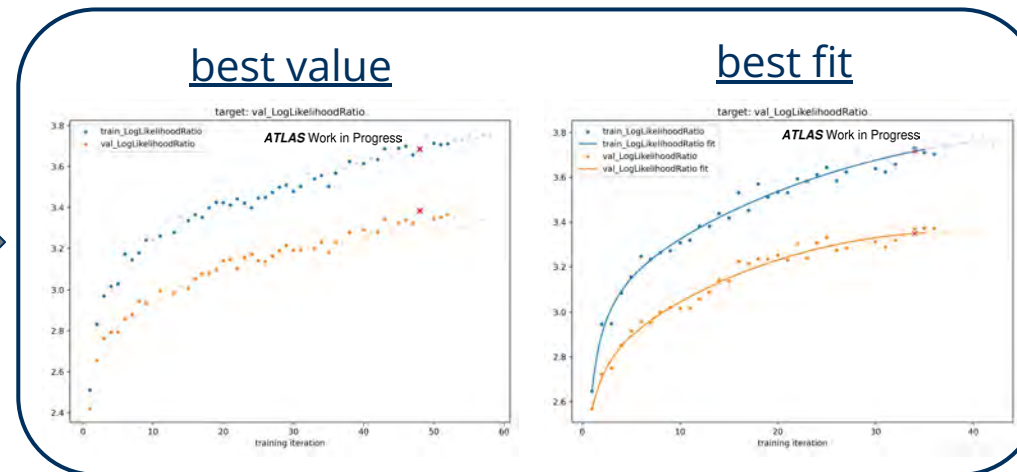 best value
target: val_LogLikelihoodRatio
train_LogLikelihoodRatio
val_LogLikelihoodRatio
ATLAS Work in Progress
3.8
3.6
3.4
3.2
3.0
2.8
2.6
2.4
0 10 20 30 40 50 60
training iteration
best fit
target: val_LogLikelihoodRatio
train_LogLikelihoodRatio
train_LogLikelihoodRatio fit
val_LogLikelihoodRatio
val_LogLikelihoodRatio fit
ATLAS Work in Progress
3.8
3.6
3.4
3.2
3.0
2.8
2.6
0 10 20 30 40
training iteration